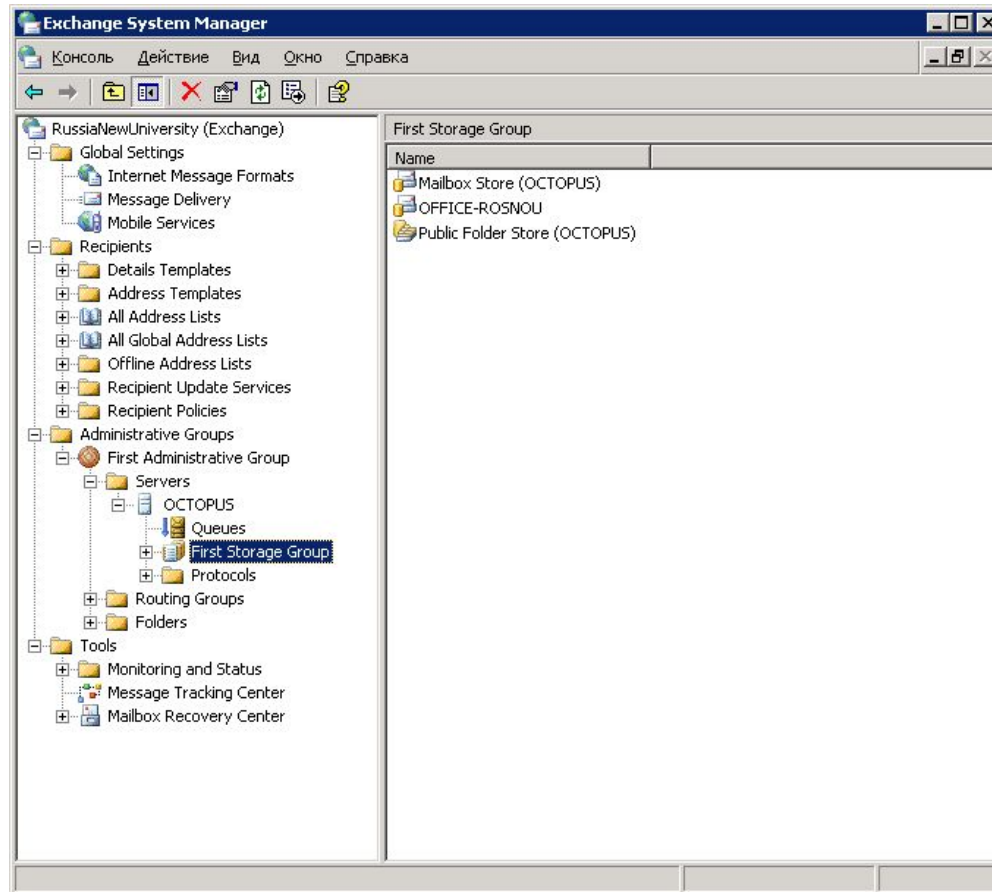 Exchange System Manager
Консоль Действие Вид Окно Справка
RussiaNewUniversity (Exchange)
Global Settings
Internet Message Formats
Message Delivery
Mobile Services
Recipients
Details Templates
Address Templates
All Address Lists
All Global Address Lists
Offline Address Lists
Recipient Update Services
Recipient Policies
Administrative Groups
First Administrative Group
Servers
OCTOPUS
Queues
First Storage Group
Protocols
Routing Groups
Folders
Tools
Monitoring and Status
Message Tracking Center
Mailbox Recovery Center
First Storage Group
Name
Mailbox Store (OCTOPUS)
OFFICE-ROSNOU
Public Folder Store (OCTOPUS)